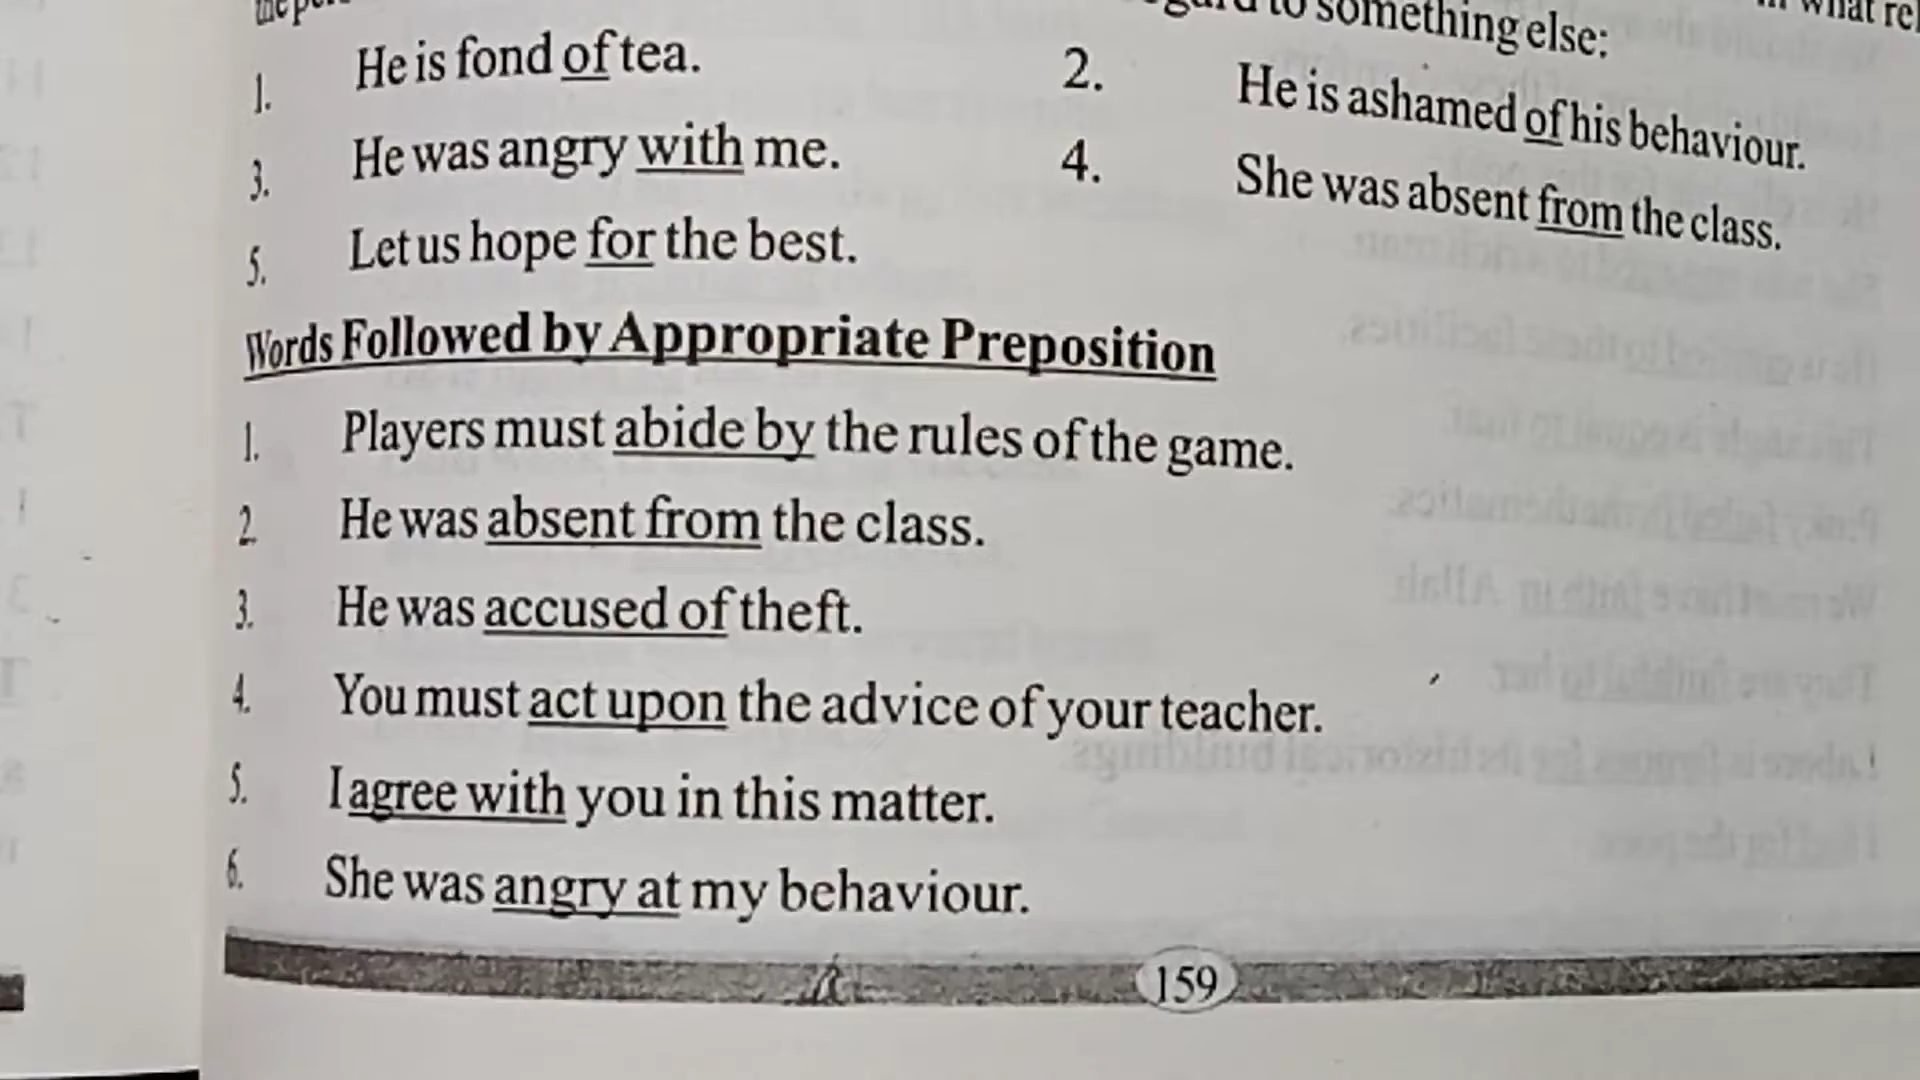 to something else:
1. He is fond of tea.
2. He is ashamed of his behaviour.
3. He was angry with me.
4. She was absent from the class.
5. Let us hope for the best.
Words Followed by Appropriate Preposition
1. Players must abide by the rules of the game.
2. He was absent from the class.
3. He was accused of theft.
4. You must act upon the advice of your teacher.
5. I agree with you in this matter.
6. She was angry at my behaviour.
159